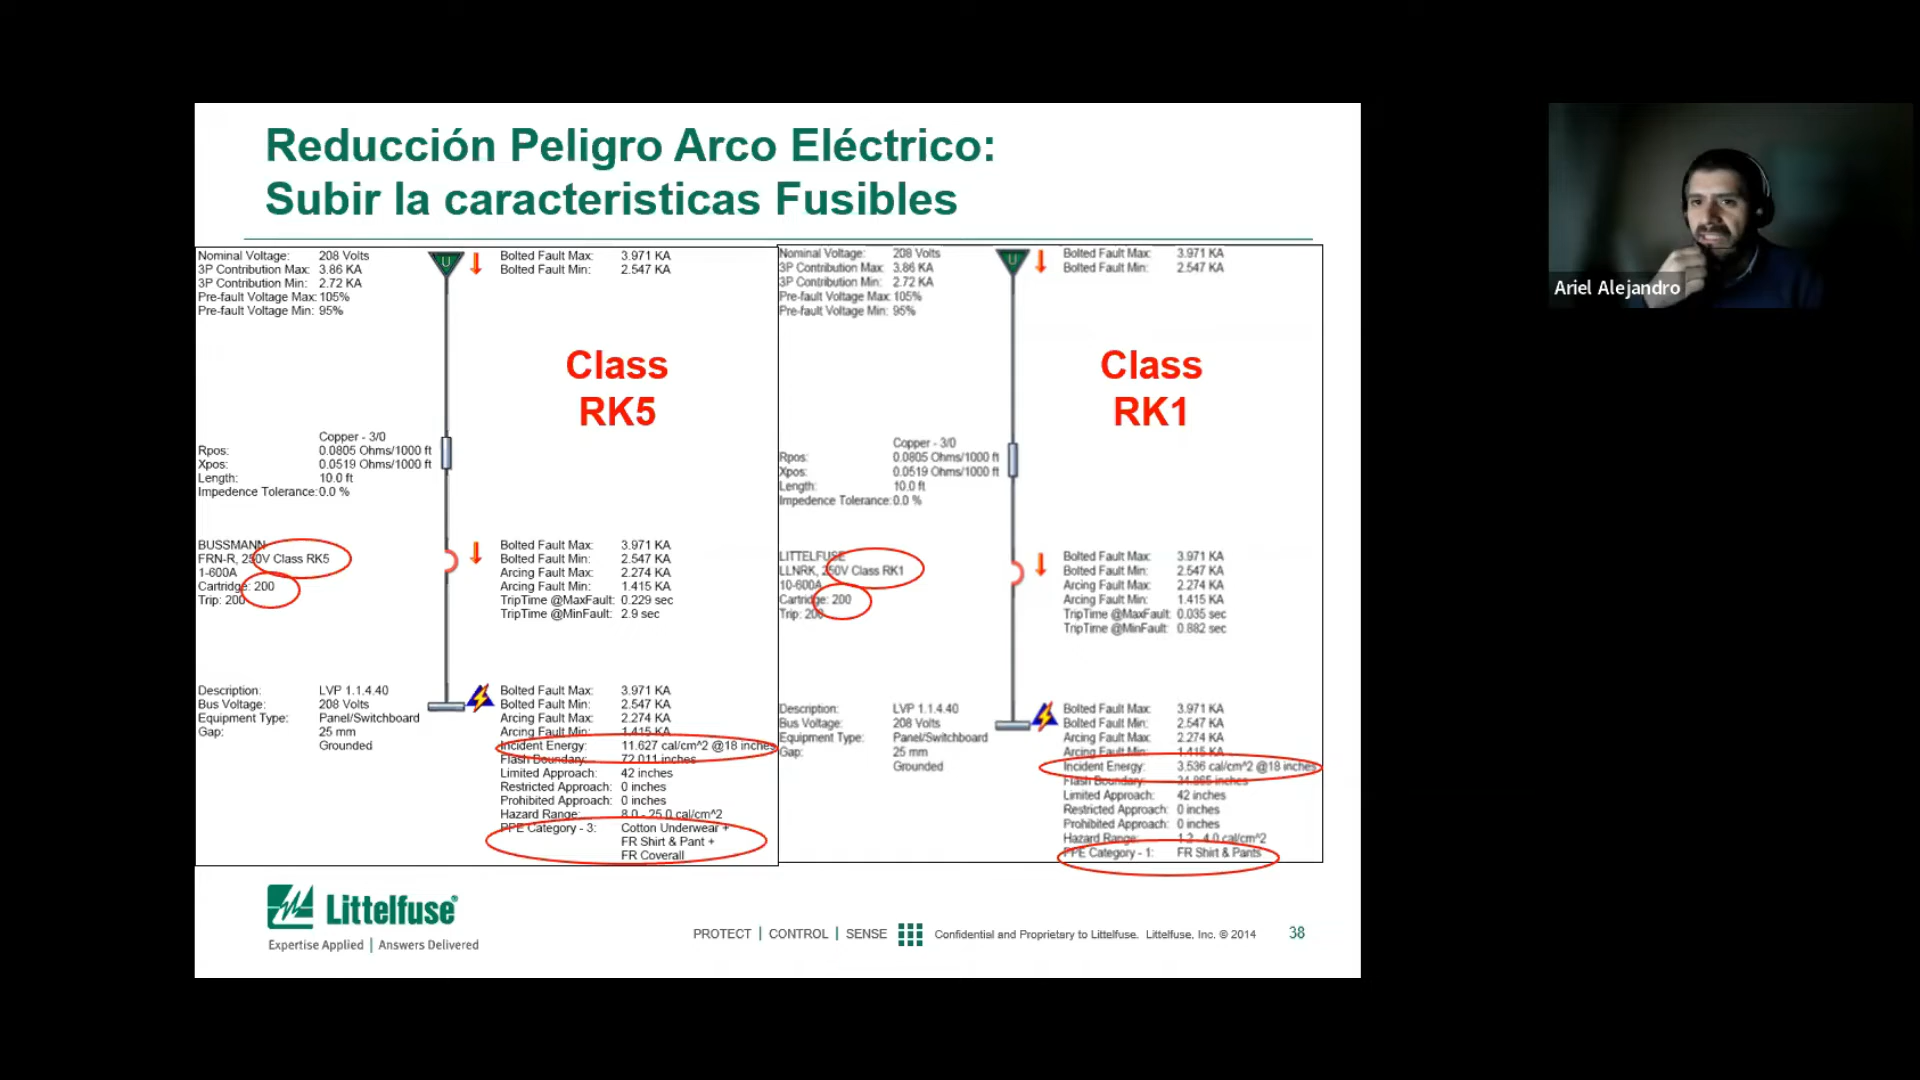 Reducción Peligro Arco Eléctrico:
Subir la caracteristicas Fusibles
Nominal Voltage: 208 Volts
3P Contribution Max: 3.86 KA
3P Contribution Min: 2.72 KA
Pre-fault Voltage Max: 105%
Pre-fault Voltage Min: 95%
U
Bolted Fault Max: 3.971 KA
Bolted Fault Min: 2.547 KA
Class
RK5
Copper - 3/0
Rpos: 0.0805 Ohms/1000 ft
Xpos: 0.0519 Ohms/1000 ft
Length: 10.0 ft
Impedence Tolerance: 0.0 %
BUSSMANN
FRN-R, 250V Class RK5
1-600A
Cartridge: 200
Trip: 200
Bolted Fault Max: 3.971 KA
Bolted Fault Min: 2.547 KA
Arcing Fault Max: 2.274 KA
Arcing Fault Min: 1.415 KA
TripTime @MaxFault: 0.229 sec
TripTime @MinFault: 2.9 sec
Description: LVP 1.1.4.40
Bus Voltage: 208 Volts
Equipment Type: Panel/Switchboard
Gap: 25 mm
Grounded
Bolted Fault Max: 3.971 KA
Bolted Fault Min: 2.547 KA
Arcing Fault Max: 2.274 KA
Arcing Fault Min: 1.415 KA
Incident Energy: 11.627 cal/cm^2 @18 inches
Flash Boundary: 72.011 inches
Limited Approach: 42 inches
Restricted Approach: 0 inches
Prohibited Approach: 0 inches
Hazard Range: 8.0 - 25.0 cal/cm^2
PPE Category - 3: Cotton Underwear +
FR Shirt & Pant +
FR Coverall
Nominal Voltage: 208 Volts
3P Contribution Max: 3.86 KA
3P Contribution Min: 2.72 KA
Pre-fault Voltage Max: 105%
Pre-fault Voltage Min: 95%
U
Bolted Fault Max: 3.971 KA
Bolted Fault Min: 2.547 KA
Class
RK1
Copper - 3/0
Rpos: 0.0805 Ohms/1000 ft
Xpos: 0.0519 Ohms/1000 ft
Length: 10.0 ft
Impedence Tolerance: 0.0 %
LITTELFUSE
LLNRK, 250V Class RK1
10-600A
Cartridge: 200
Trip: 200
Bolted Fault Max: 3.971 KA
Bolted Fault Min: 2.547 KA
Arcing Fault Max: 2.274 KA
Arcing Fault Min: 1.415 KA
TripTime @MaxFault: 0.035 sec
TripTime @MinFault: 0.882 sec
Description: LVP 1.1.4.40
Bus Voltage: 208 Volts
Equipment Type: Panel/Switchboard
Gap: 25 mm
Grounded
Bolted Fault Max: 3.971 KA
Bolted Fault Min: 2.547 KA
Arcing Fault Max: 2.274 KA
Arcing Fault Min: 1.415 KA
Incident Energy: 3.536 cal/cm^2 @18 inches
Flash Boundary: 34.865 inches
Limited Approach: 42 inches
Restricted Approach: 0 inches
Prohibited Approach: 0 inches
Hazard Range: 1.2 - 4.0 cal/cm^2
PPE Category - 1: FR Shirt & Pants
Littelfuse®
Expertise Applied | Answers Delivered
PROTECT | CONTROL | SENSE
Confidential and Proprietary to Littelfuse. Littelfuse, Inc. © 2014
38
Ariel Alejandro